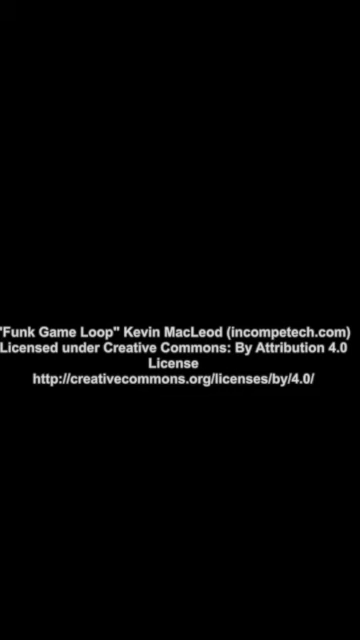 "Funk Game Loop" Kevin MacLeod (incompetech.com)
Licensed under Creative Commons: By Attribution 4.0
License
http://creativecommons.org/licenses/by/4.0/